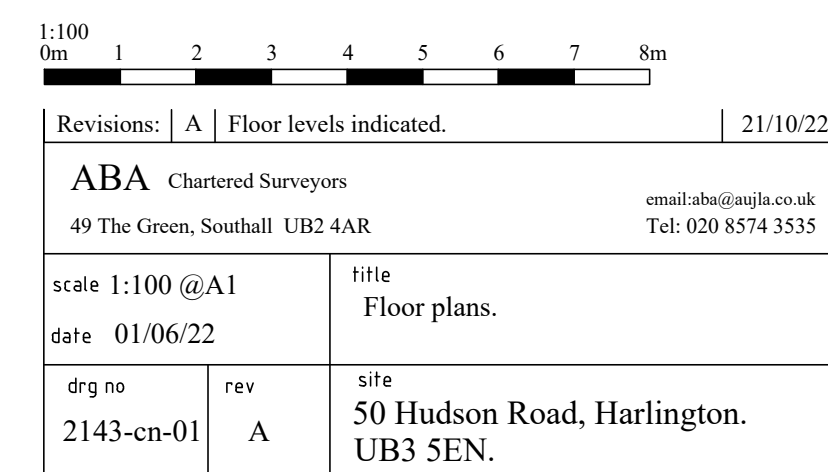 1:100
0m 1 2 3 4 5 6 7 8m
Revisions: A Floor levels indicated. 21/10/22
ABA Chartered Surveyors
email:aba@aujla.co.uk
49 The Green, Southall UB2 4AR Tel: 020 8574 3535
scale 1:100 @A1
title
Floor plans.
date 01/06/22
drg no rev site
2143-cn-01 A 50 Hudson Road, Harlington.
UB3 5EN.